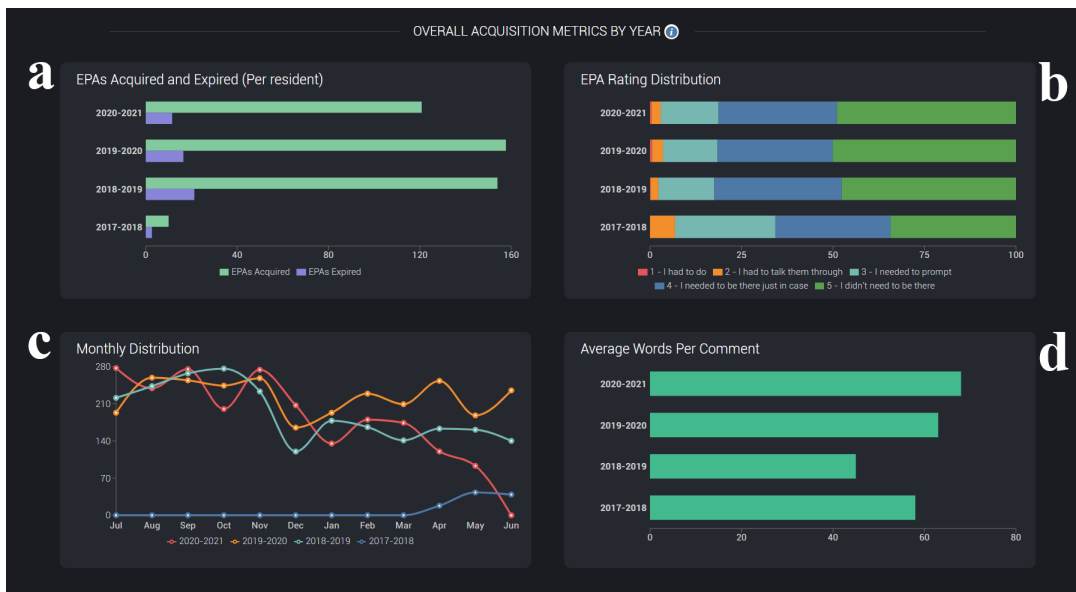 OVERALL ACQUISITION METRICS BY YEAR i
a
EPAs Acquired and Expired (Per resident)
2020-2021
2019-2020
2018-2019
2017-2018
0 40 80 120 160
EPAs Acquired EPAs Expired
b
EPA Rating Distribution
2020-2021
2019-2020
2018-2019
2017-2018
0 25 50 75 100
1 - I had to do 2 - I had to talk them through 3 - I needed to prompt
4 - I needed to be there just in case 5 - I didn't need to be there
c
Monthly Distribution
280
210
140
70
0
Jul Aug Sep Oct Nov Dec Jan Feb Mar Apr May Jun
2020-2021 2019-2020 2018-2019 2017-2018
d
Average Words Per Comment
2020-2021
2019-2020
2018-2019
2017-2018
0 20 40 60 80